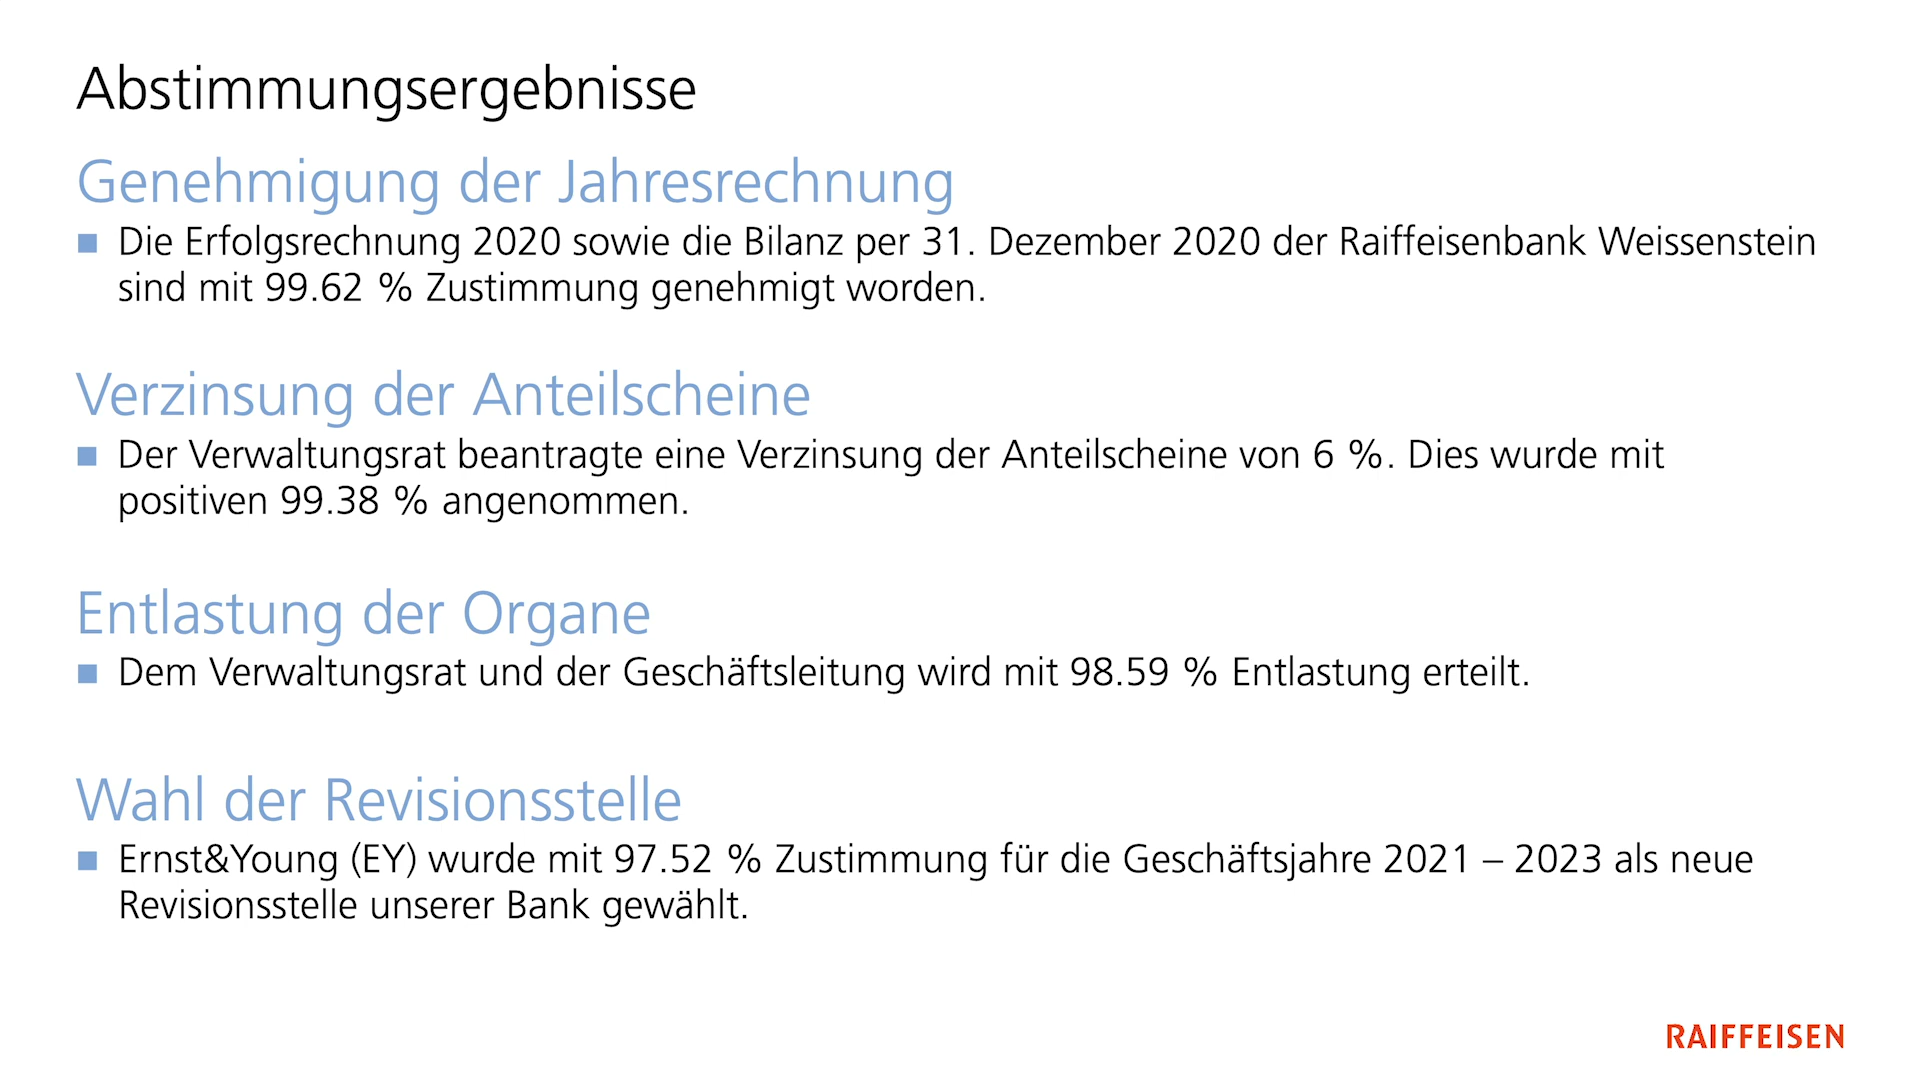 Abstimmungsergebnisse
Genehmigung der Jahresrechnung
Die Erfolgsrechnung 2020 sowie die Bilanz per 31. Dezember 2020 der Raiffeisenbank Weissenstein
sind mit 99.62 % Zustimmung genehmigt worden.
Verzinsung der Anteilscheine
Der Verwaltungsrat beantragte eine Verzinsung der Anteilscheine von 6 %. Dies wurde mit
positiven 99.38 % angenommen.
Entlastung der Organe
Dem Verwaltungsrat und der Geschäftsleitung wird mit 98.59 % Entlastung erteilt.
Wahl der Revisionsstelle
Ernst&Young (EY) wurde mit 97.52 % Zustimmung für die Geschäftsjahre 2021 – 2023 als neue
Revisionsstelle unserer Bank gewählt.
RAIFFEISEN